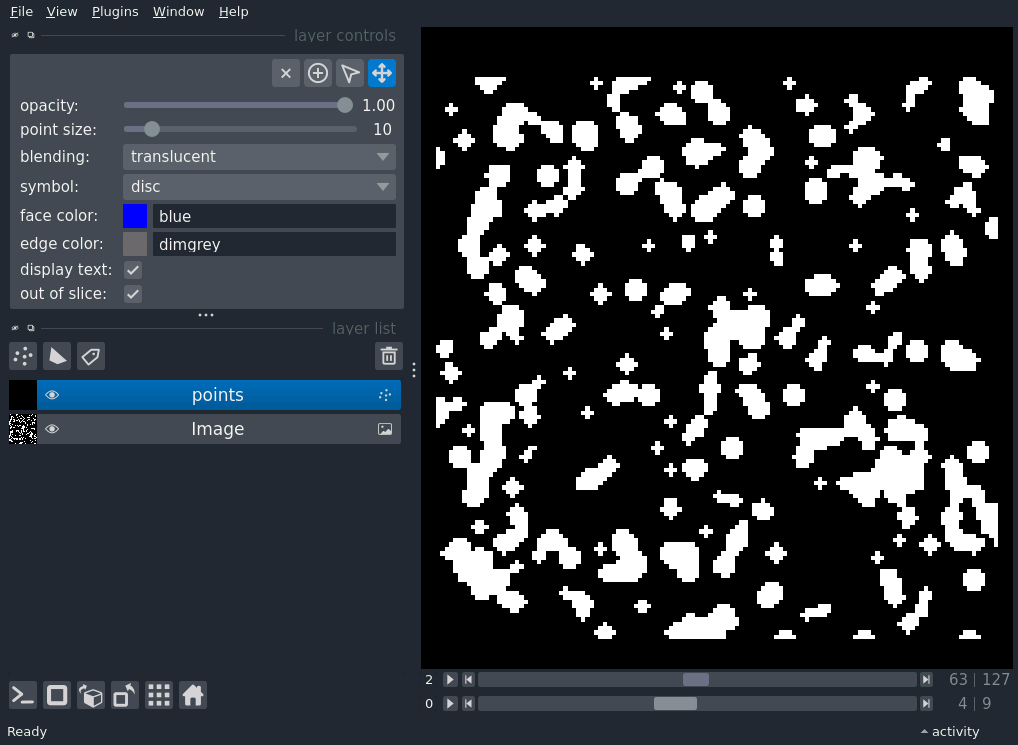 File View Plugins Window Help
layer controls
opacity: 1.00
point size: 10
blending: translucent
symbol: disc
face color: blue
edge color: dimgrey
display text:
out of slice:
layer list
points
Image
2 63 | 127
0 4 | 9
Ready activity